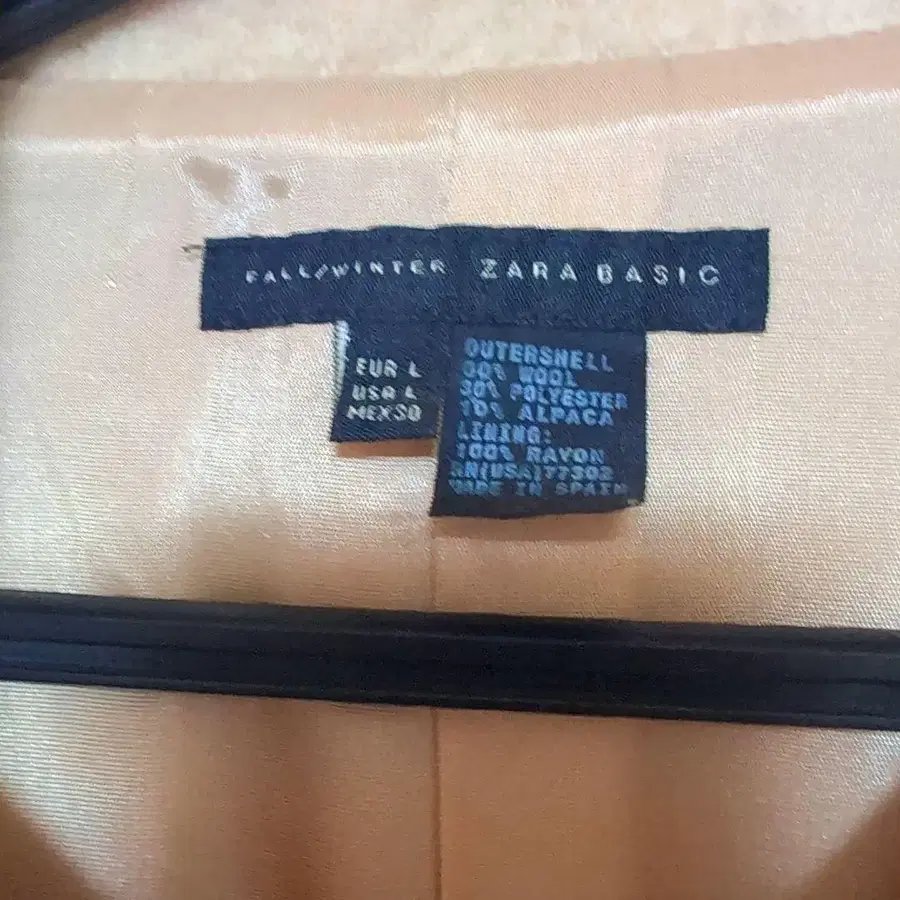 FALL/WINTER ZARA BASIC
EUR L
USA L
MEX30
OUTERSHELL
60% WOOL
30% POLYESTER
10% ALPACA
LINING:
100% RAYON
RN(USA)77302
MADE IN SPAIN